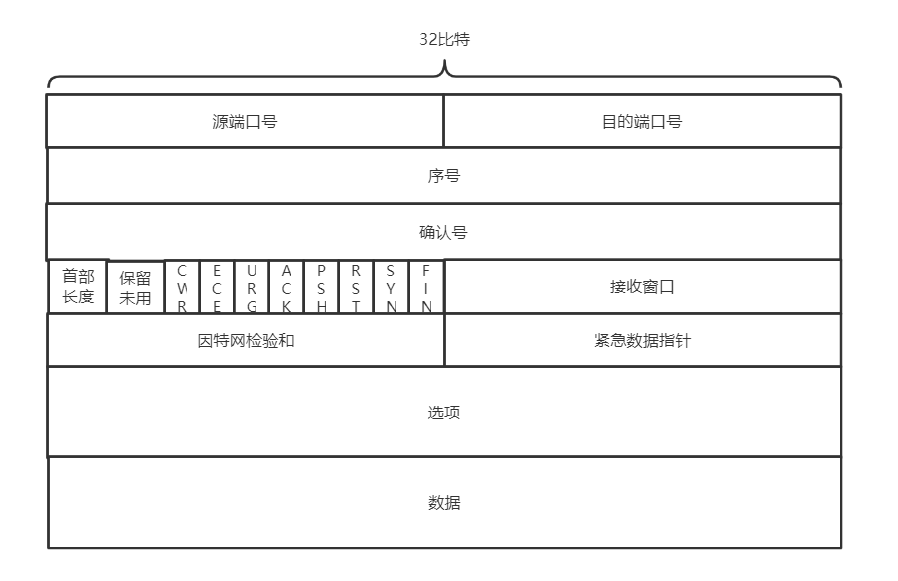 32比特
源端口号
目的端口号
序号
确认号
首部
长度
保留
未用
CWR
ECE
URG
ACK
PSH
RST
SYN
FIN
接收窗口
因特网检验和
紧急数据指针
选项
数据